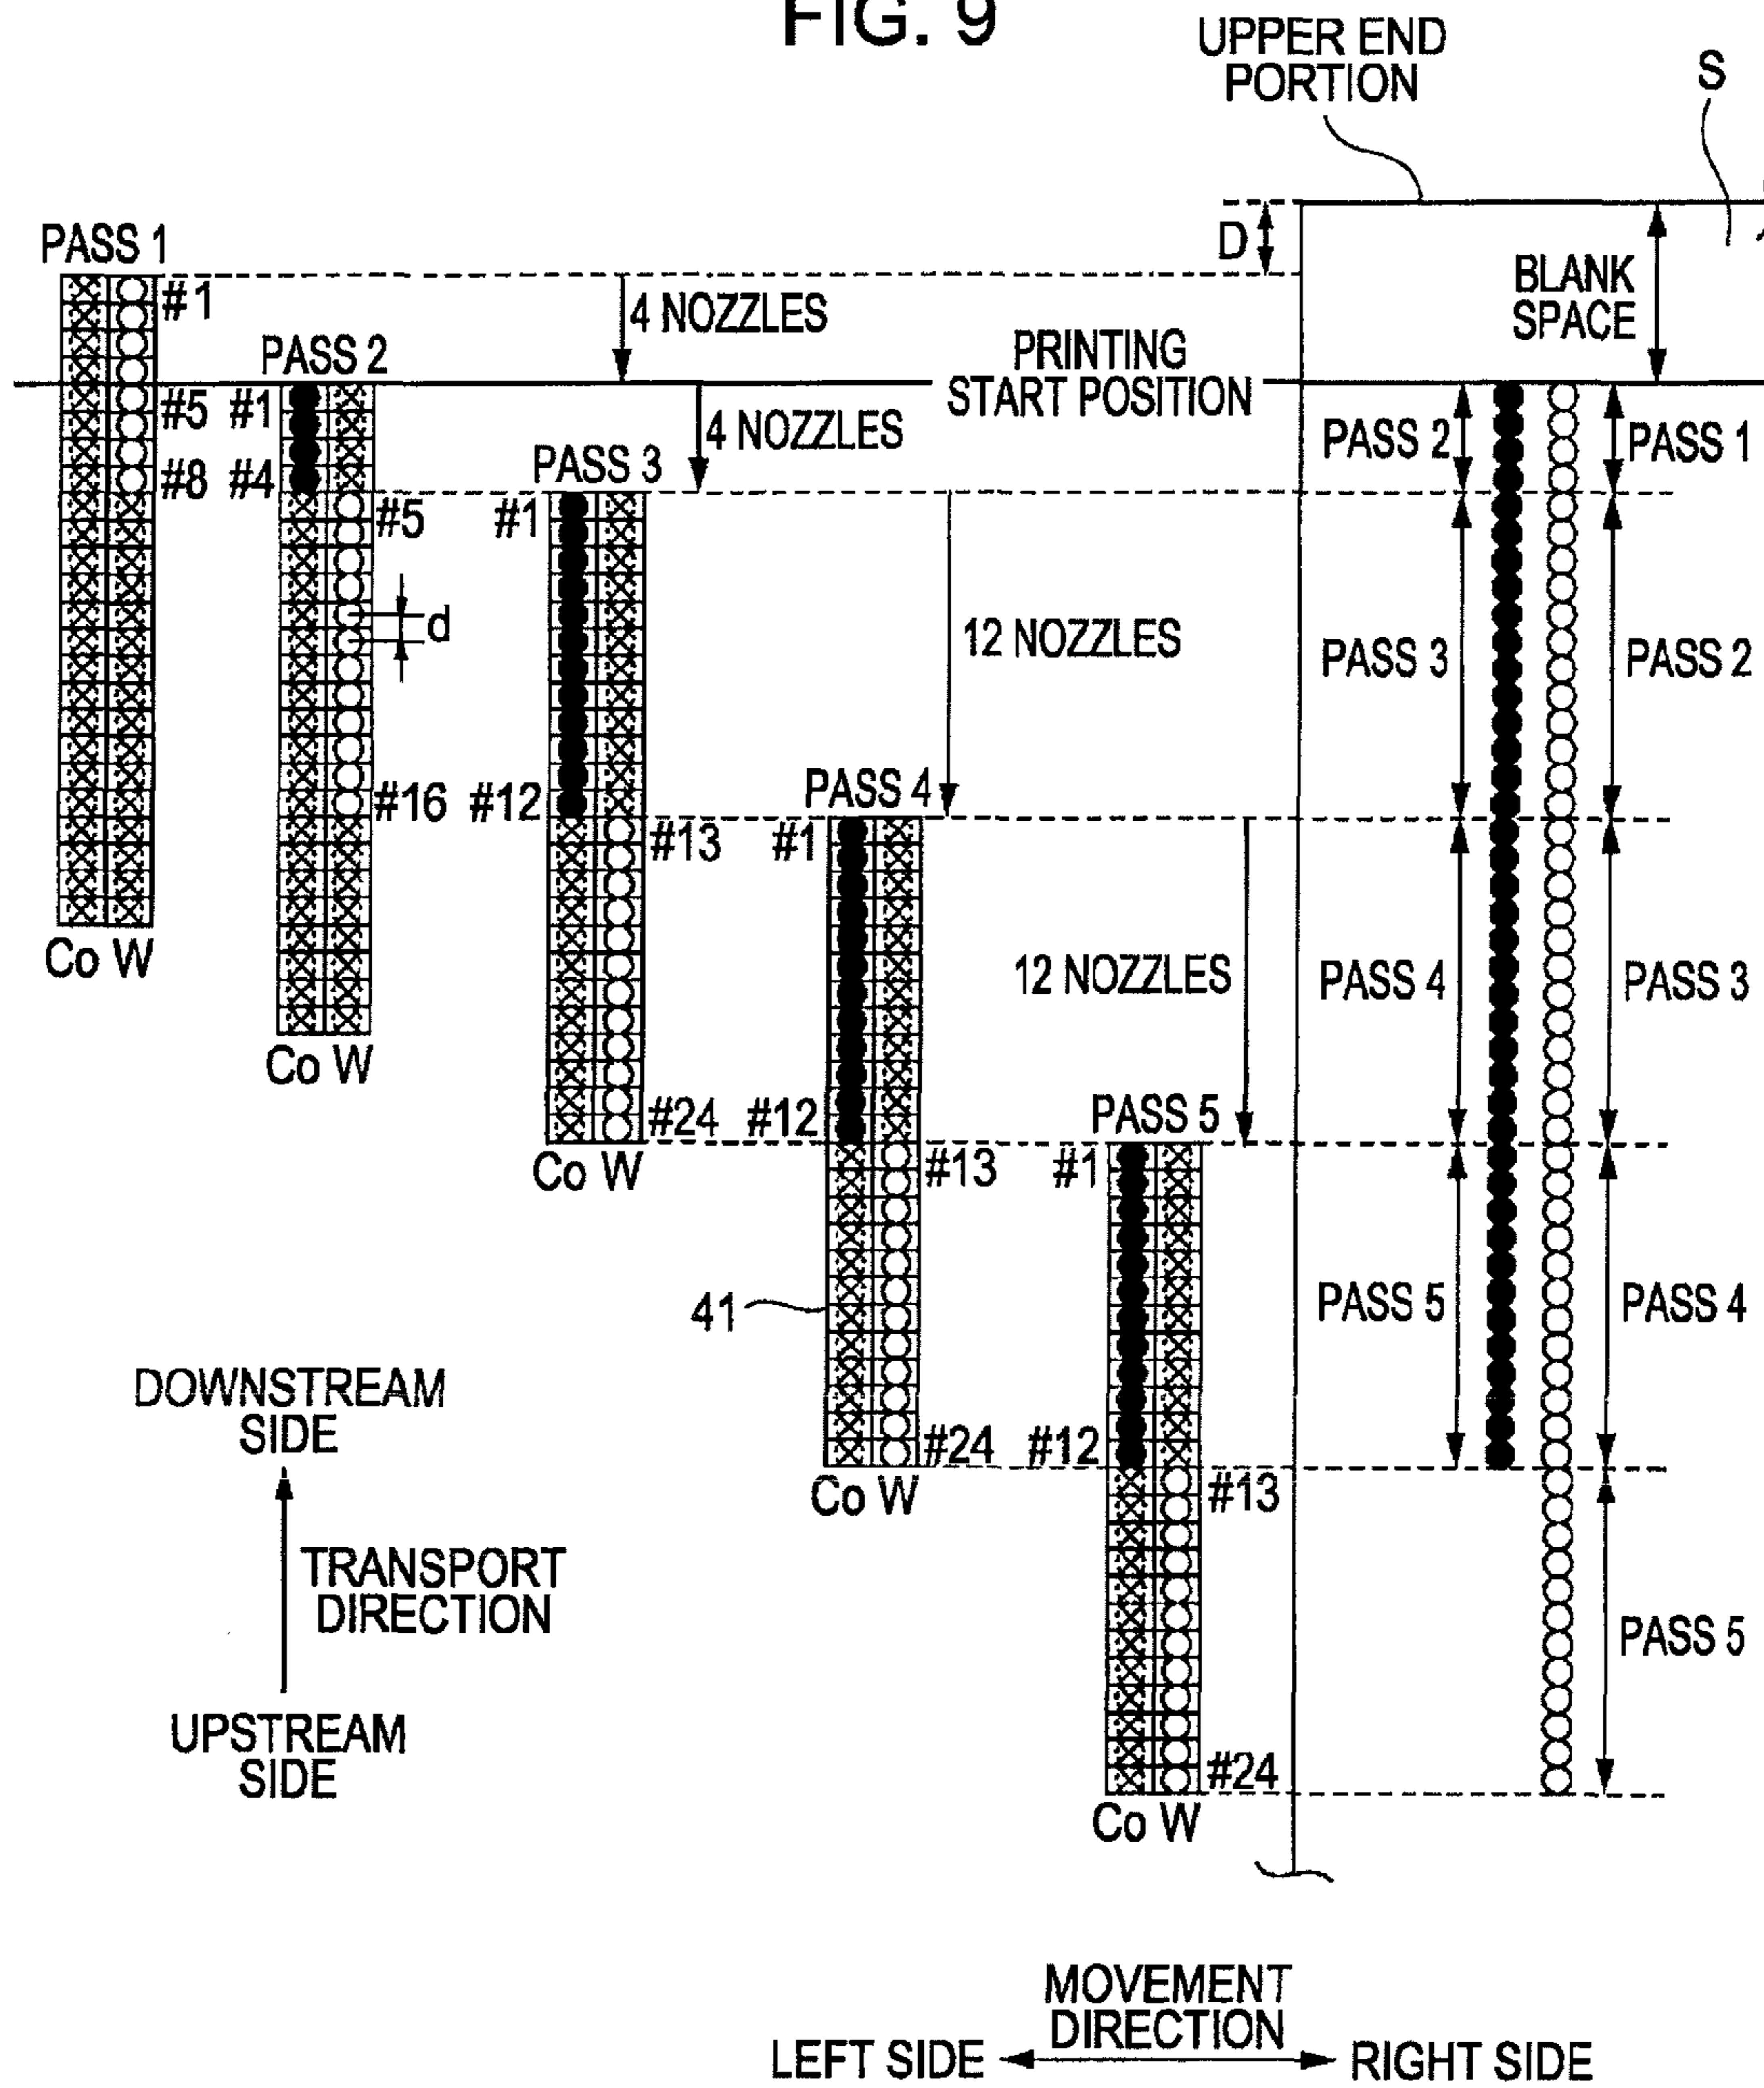 FIG. 9
UPPER END
PORTION
S
PASS 1
D
#1
4 NOZZLES
BLANK
SPACE
PASS 2
PRINTING
START POSITION
#5
#1
4 NOZZLES
PASS 2
PASS 1
#8
#4
PASS 3
#5
#1
d
12 NOZZLES
PASS 3
PASS 2
#16
#12
PASS 4
#13
#1
Co W
12 NOZZLES
PASS 4
PASS 3
Co W
#24
#12
PASS 5
Co W
#13
#1
41
PASS 5
PASS 4
DOWNSTREAM
SIDE
#24
#12
Co W
#13
TRANSPORT
DIRECTION
PASS 5
UPSTREAM
SIDE
#24
Co W
MOVEMENT
DIRECTION
LEFT SIDE
RIGHT SIDE